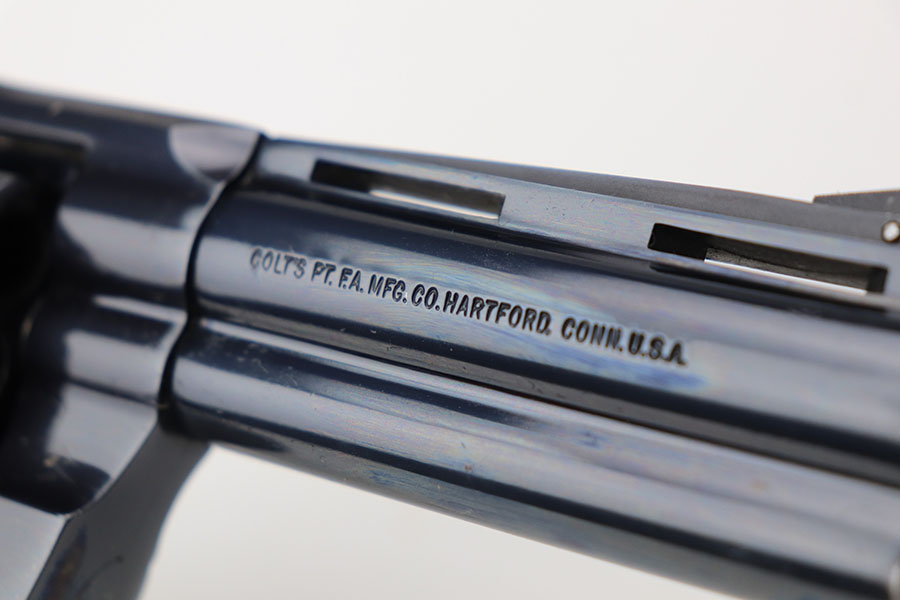 COLT'S PT. F.A. MFG. CO. HARTFORD, CONN. U.S.A.